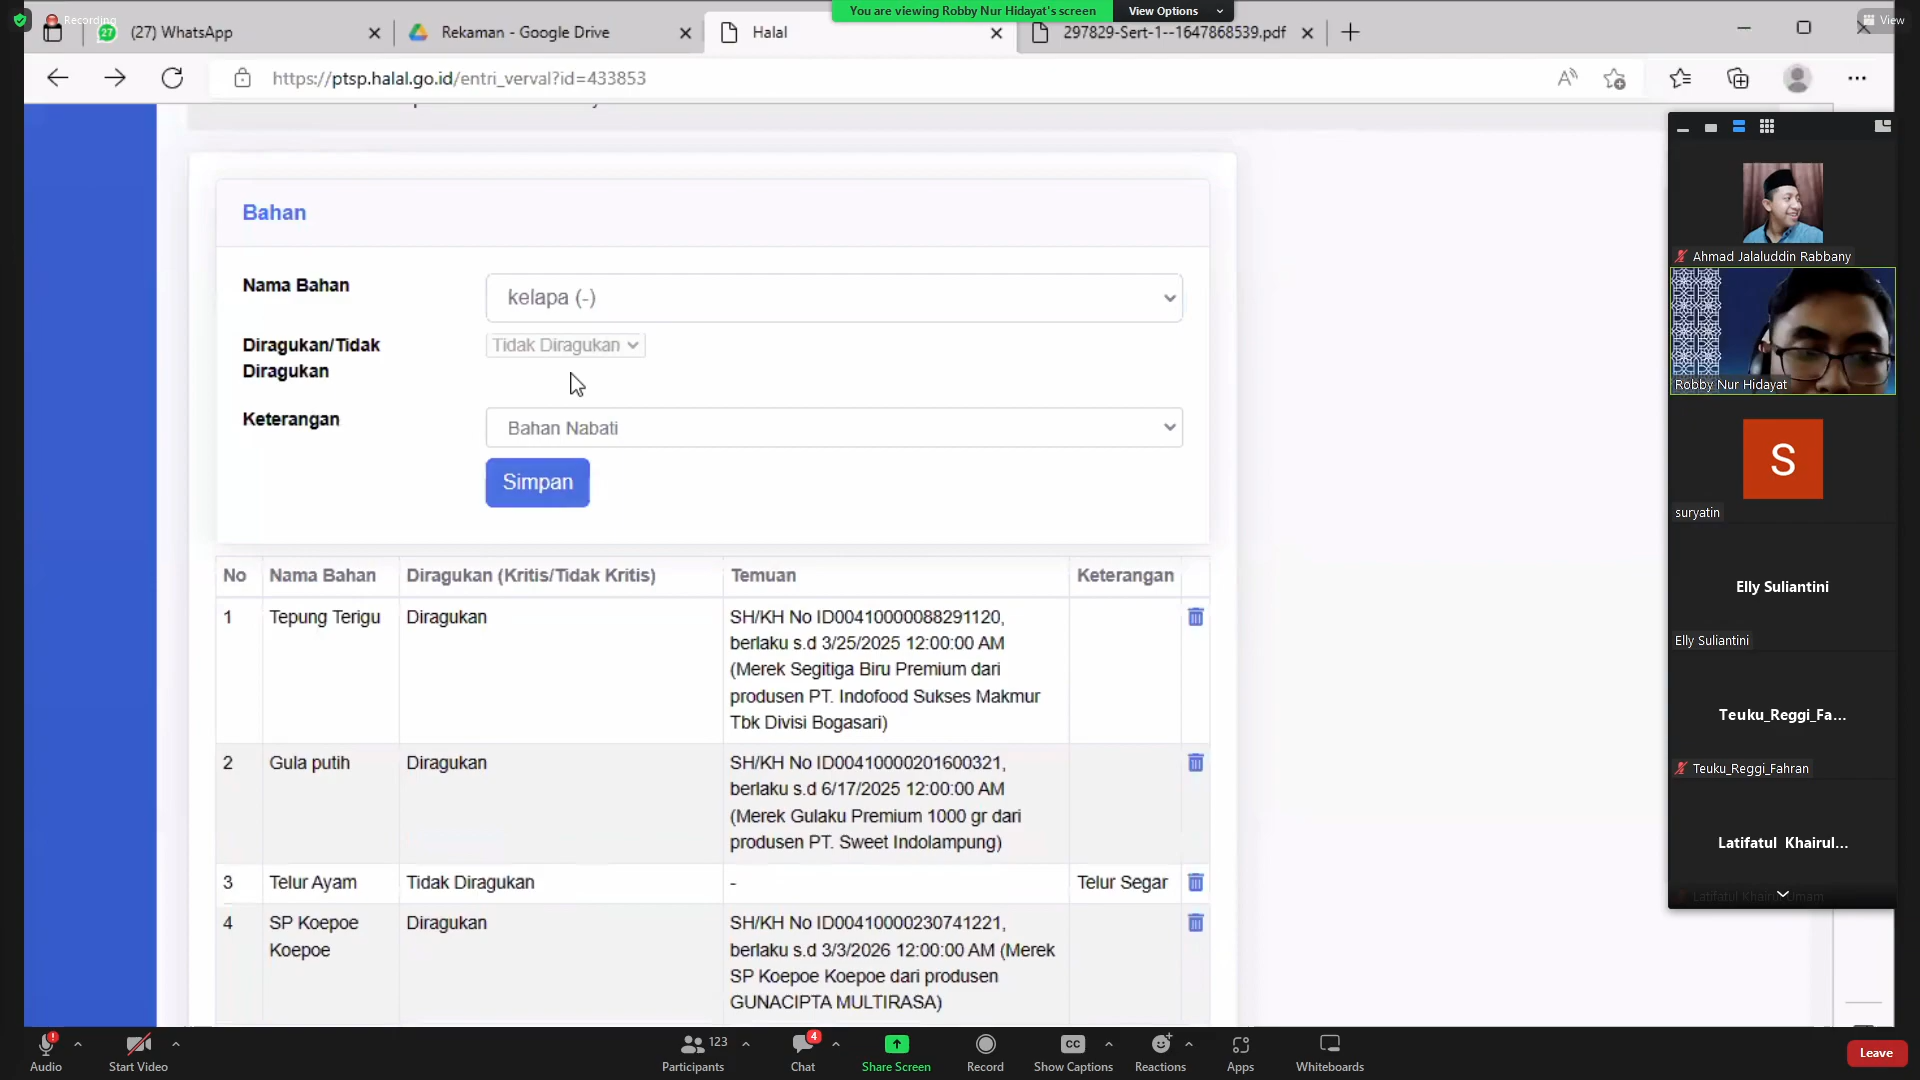 Recording
You are viewing Robby Nur Hidayat's screen
View Options
View
27
(27) WhatsApp
Rekaman - Google Drive
Halal
297829-Sert-1--1647868539.pdf
https://ptsp.halal.go.id/entri_verval?id=433853
Bahan
Nama Bahan
kelapa (-)
Diragukan/Tidak
Diragukan
Tidak Diragukan
Keterangan
Bahan Nabati
Simpan
No Nama Bahan Diragukan (Kritis/Tidak Kritis) Temuan Keterangan
1 Tepung Terigu Diragukan SH/KH No ID00410000088291120,
berlaku s.d 3/25/2025 12:00:00 AM
(Merek Segitiga Biru Premium dari
produsen PT. Indofood Sukses Makmur
Tbk Divisi Bogasari)
2 Gula putih Diragukan SH/KH No ID00410000201600321,
berlaku s.d 6/17/2025 12:00:00 AM
(Merek Gulaku Premium 1000 gr dari
produsen PT. Sweet Indolampung)
3 Telur Ayam Tidak Diragukan - Telur Segar
4 SP Koepoe Diragukan SH/KH No ID00410000230741221,
Koepoe berlaku s.d 3/3/2026 12:00:00 AM (Merek
SP Koepoe Koepoe dari produsen
GUNACIPTA MULTIRASA)
Ahmad Jalaluddin Rabbany
Robby Nur Hidayat
S
suryatin
Elly Suliantini
Elly Suliantini
Teuku_Reggi_Fa...
Teuku_Reggi_Fahran
Latifatul Khairul...
Latifatul Khairul Umam
Audio
Start Video
123
Participants
4
Chat
Share Screen
Record
CC
Show Captions
Reactions
Apps
Whiteboards
Leave